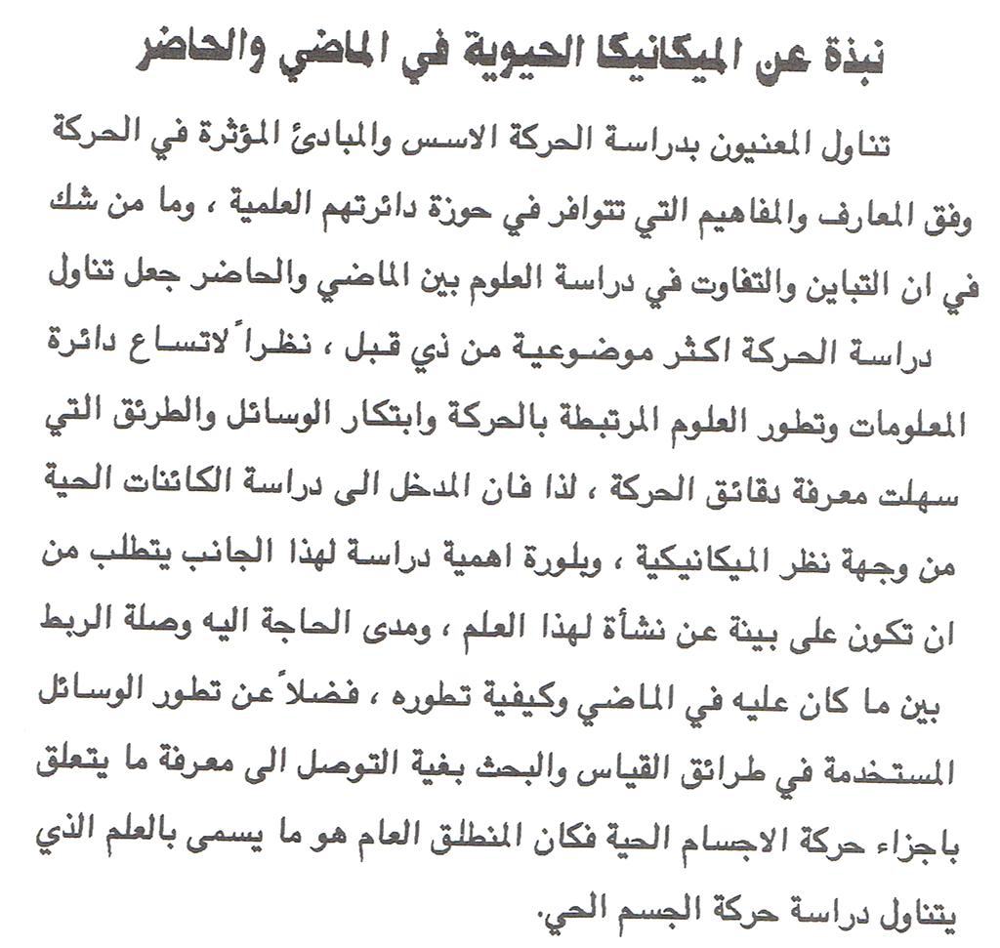 نبذة عن الميكانيكا الحيوية في الماضي والحاضر
تناول المعنيون بدراسة الحركة الاسس والمبادئ المؤثرة في الحركة
وفق المعارف والمفاهيم التي تتوافر في حوزة دائرتهم العلمية ، وما من شك
في ان التباين والتفاوت في دراسة العلوم بين الماضي والحاضر جعل تناول
دراسة الحركة اكثر موضوعية من ذي قبل ، نظراً لاتساع دائرة
المعلومات وتطور العلوم المرتبطة بالحركة وابتكار الوسائل والطرئق التي
سهلت معرفة دقائق الحركة ، لذا فان المدخل الى دراسة الكائنات الحية
من وجهة نظر الميكانيكية ، وبلورة اهمية دراسة لهذا الجانب يتطلب من
ان تكون على بينة عن نشأة لهذا العلم ، ومدى الحاجة اليه وصلة الربط
بين ما كان عليه في الماضي وكيفية تطوره ، فضلاً عن تطور الوسائل
المستخدمة في طرائق القياس والبحث بغية التوصل الى معرفة ما يتعلق
باجزاء حركة الاجسام الحية فكان المنطلق العام هو ما يسمى بالعلم الذي
يتناول دراسة حركة الجسم الحي.